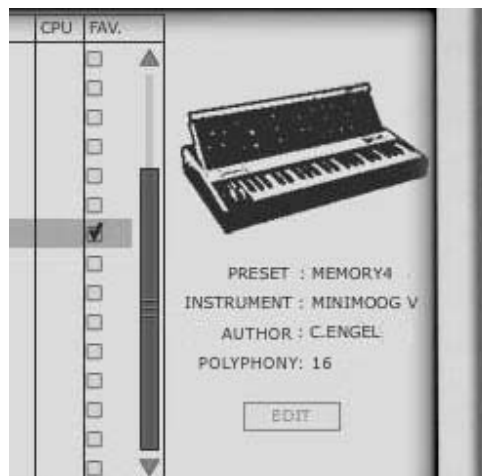 CPU FAV.
PRESET : MEMORY4
INSTRUMENT : MINIMOOG V
AUTHOR : C.ENGEL
POLYPHONY: 16
EDIT